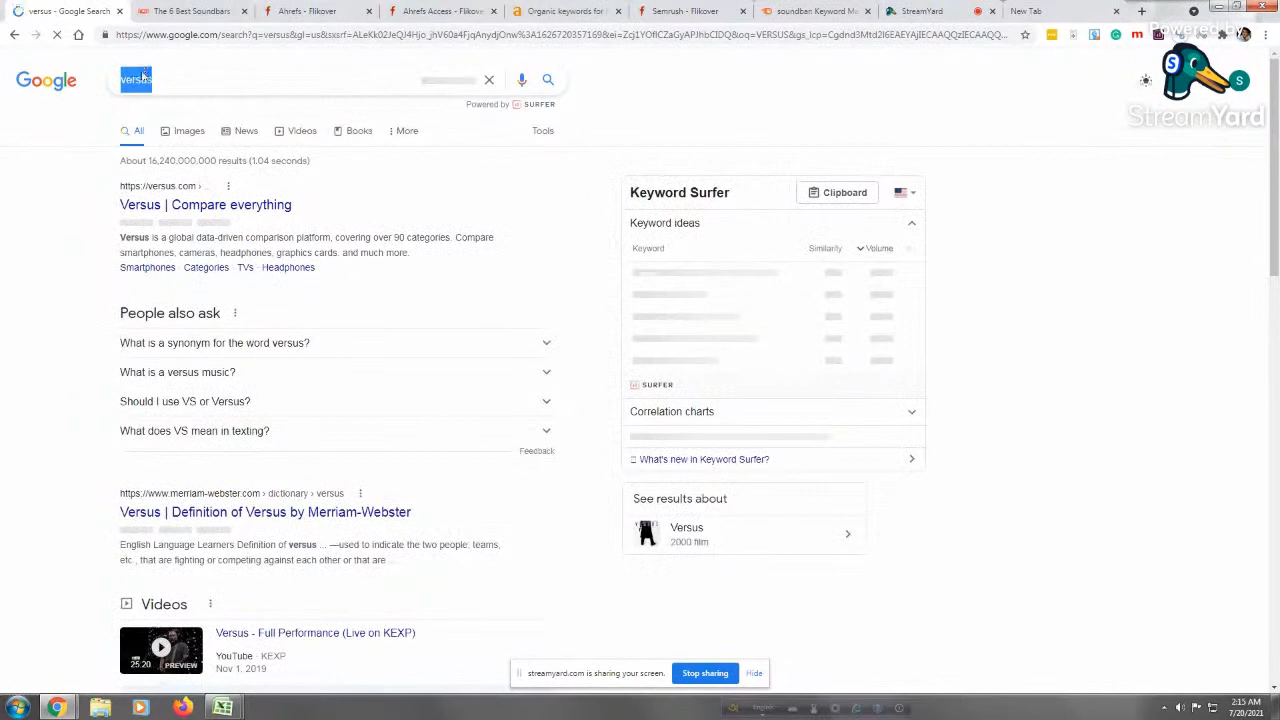 versus - Google Search
The 6 Best Soundbars
Ahrefs - Flikover
Ahrefs Access - Flikov
Organic keywords for
Semrush - Flikover
soundbar: Keyword M
StreamYard
New Tab
Powered by
StreamYard
Google
versus
S
Powered by SURFER
All
Images
News
Videos
Books
More
Tools
About 16,240,000,000 results (1.04 seconds)
https://versus.com ›
Versus | Compare everything
Versus is a global data-driven comparison platform, covering over 90 categories. Compare
smartphones, cameras, headphones, graphics cards, and much more.
Smartphones · Categories · TVs · Headphones
People also ask
What is a synonym for the word versus?
What is a versus music?
Should I use VS or Versus?
What does VS mean in texting?
Feedback
https://www.merriam-webster.com › dictionary › versus
Versus | Definition of Versus by Merriam-Webster
English Language Learners Definition of versus ... —used to indicate the two people, teams,
etc., that are fighting or competing against each other or that are ...
Videos
Versus - Full Performance (Live on KEXP)
YouTube · KEXP
Nov 1, 2019
25:20
PREVIEW
Keyword Surfer
Clipboard
Keyword ideas
Keyword
Similarity
Volume
SURFER
Correlation charts
What's new in Keyword Surfer?
See results about
Versus
2000 film
streamyard.com is sharing your screen.
Stop sharing
Hide
English
2:15 AM
7/20/2021